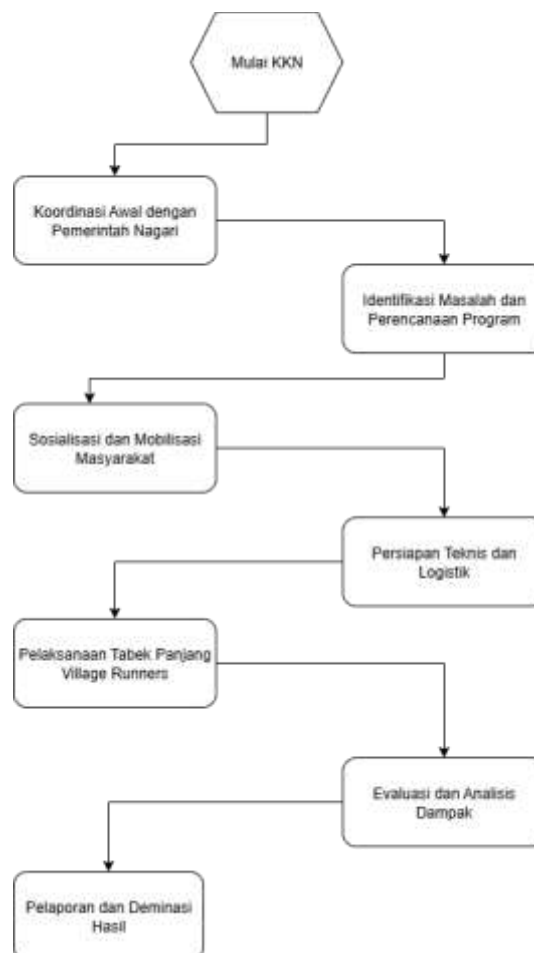 Mulai KKN
Koordinasi Awal dengan
Pemerintah Nagari
Identifikasi Masalah dan
Perencanaan Program
Sosialisasi dan Mobilisasi
Masyarakat
Persiapan Teknis dan
Logistik
Pelaksanaan Tabek Panjang
Village Runners
Evaluasi dan Analisis
Dampak
Pelaporan dan Deminasi
Hasil